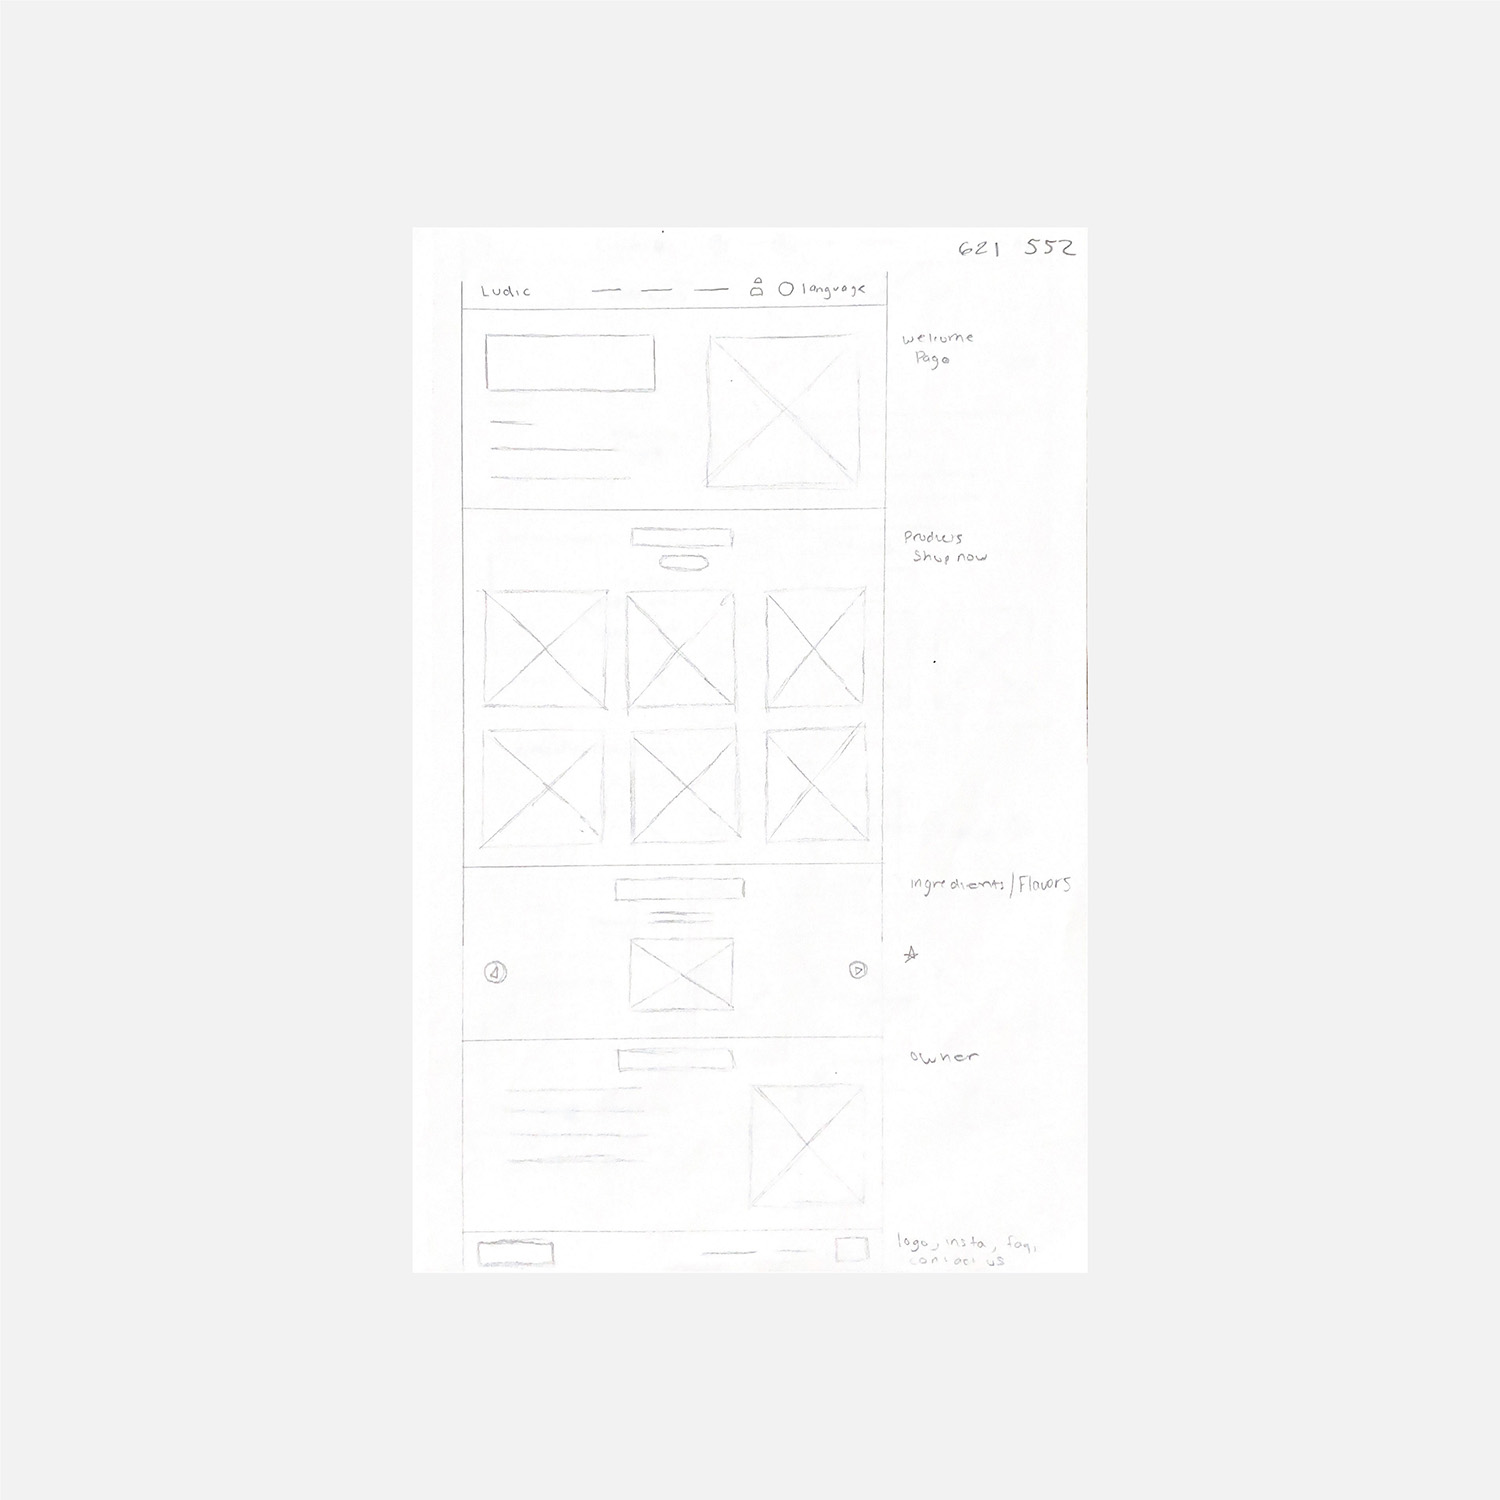 621 552
Ludic language
welcome
Page
Products
Shop now
ingredients/Flavors
owner
logo, insta, faq,
contact us